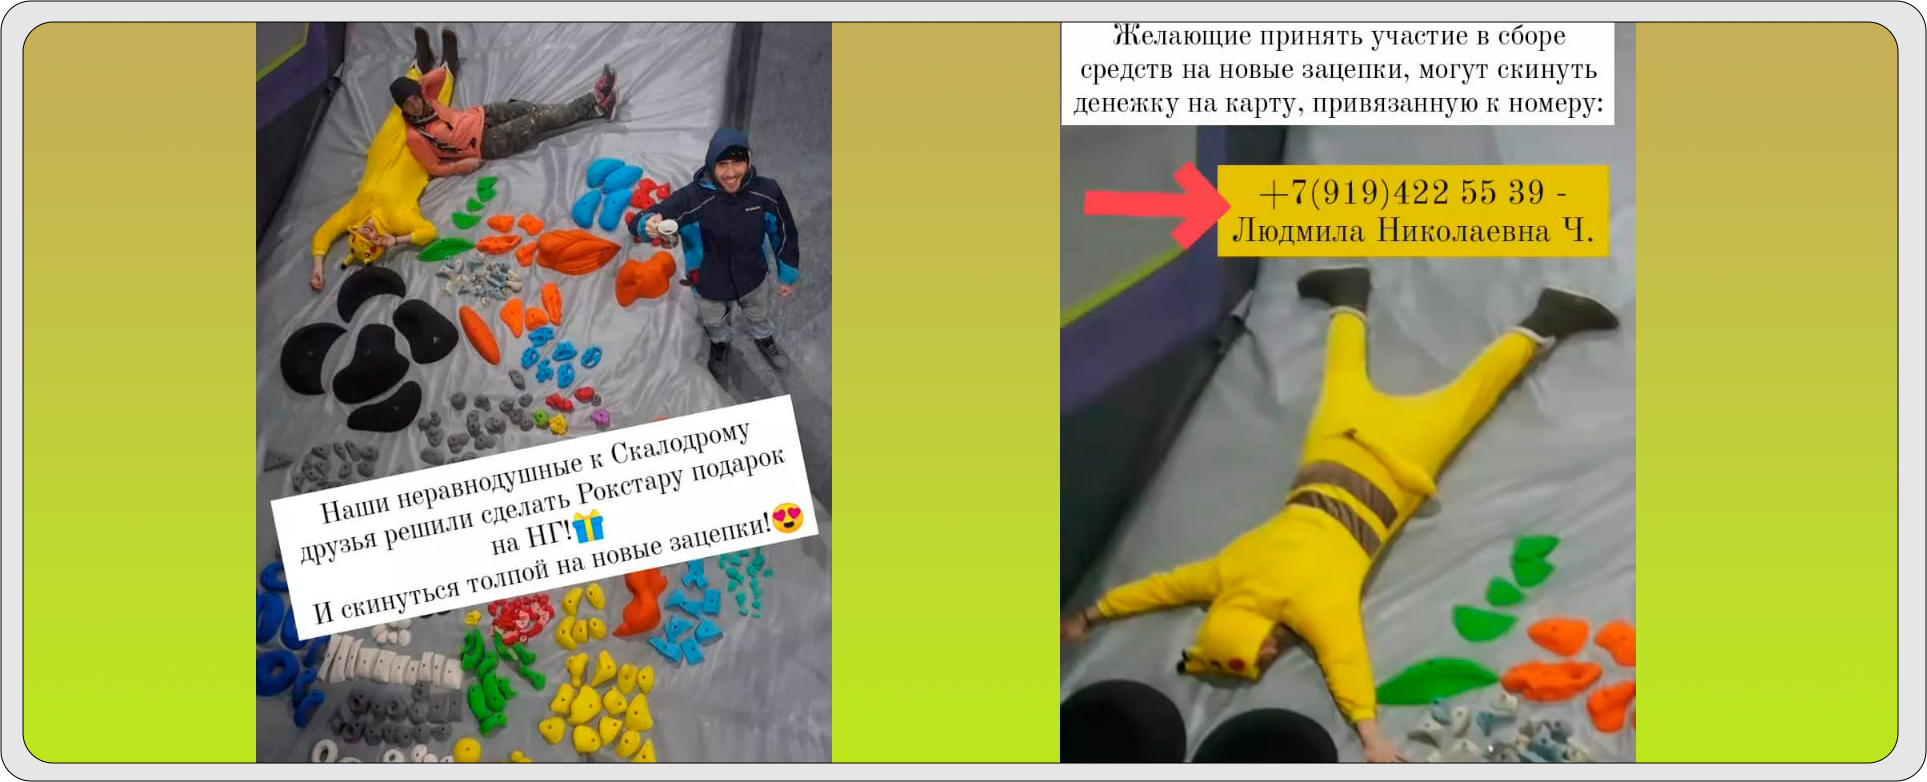 Наши неравнодушные к Скалодрому
друзья решили сделать Рокстару подарок
на НГ!🎁
И скинуться толпой на новые зацепки!😍
Желающие принять участие в сборе
средств на новые зацепки, могут скинуть
денежку на карту, привязанную к номеру:
+7(919)422 55 39 -
Людмила Николаевна Ч.